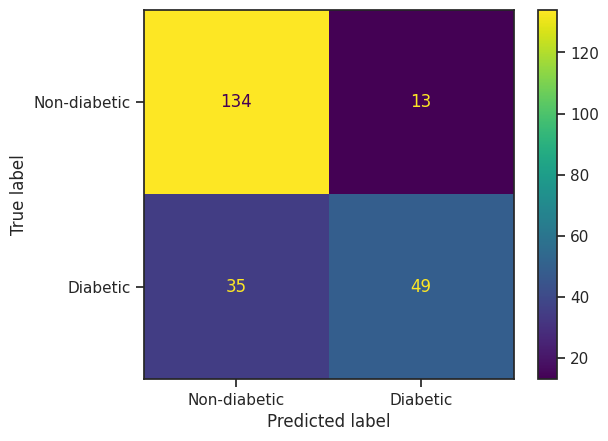 Non-diabetic
134
13
Diabetic
35
49
Non-diabetic
Diabetic
Predicted label
True label
120
100
80
60
40
20